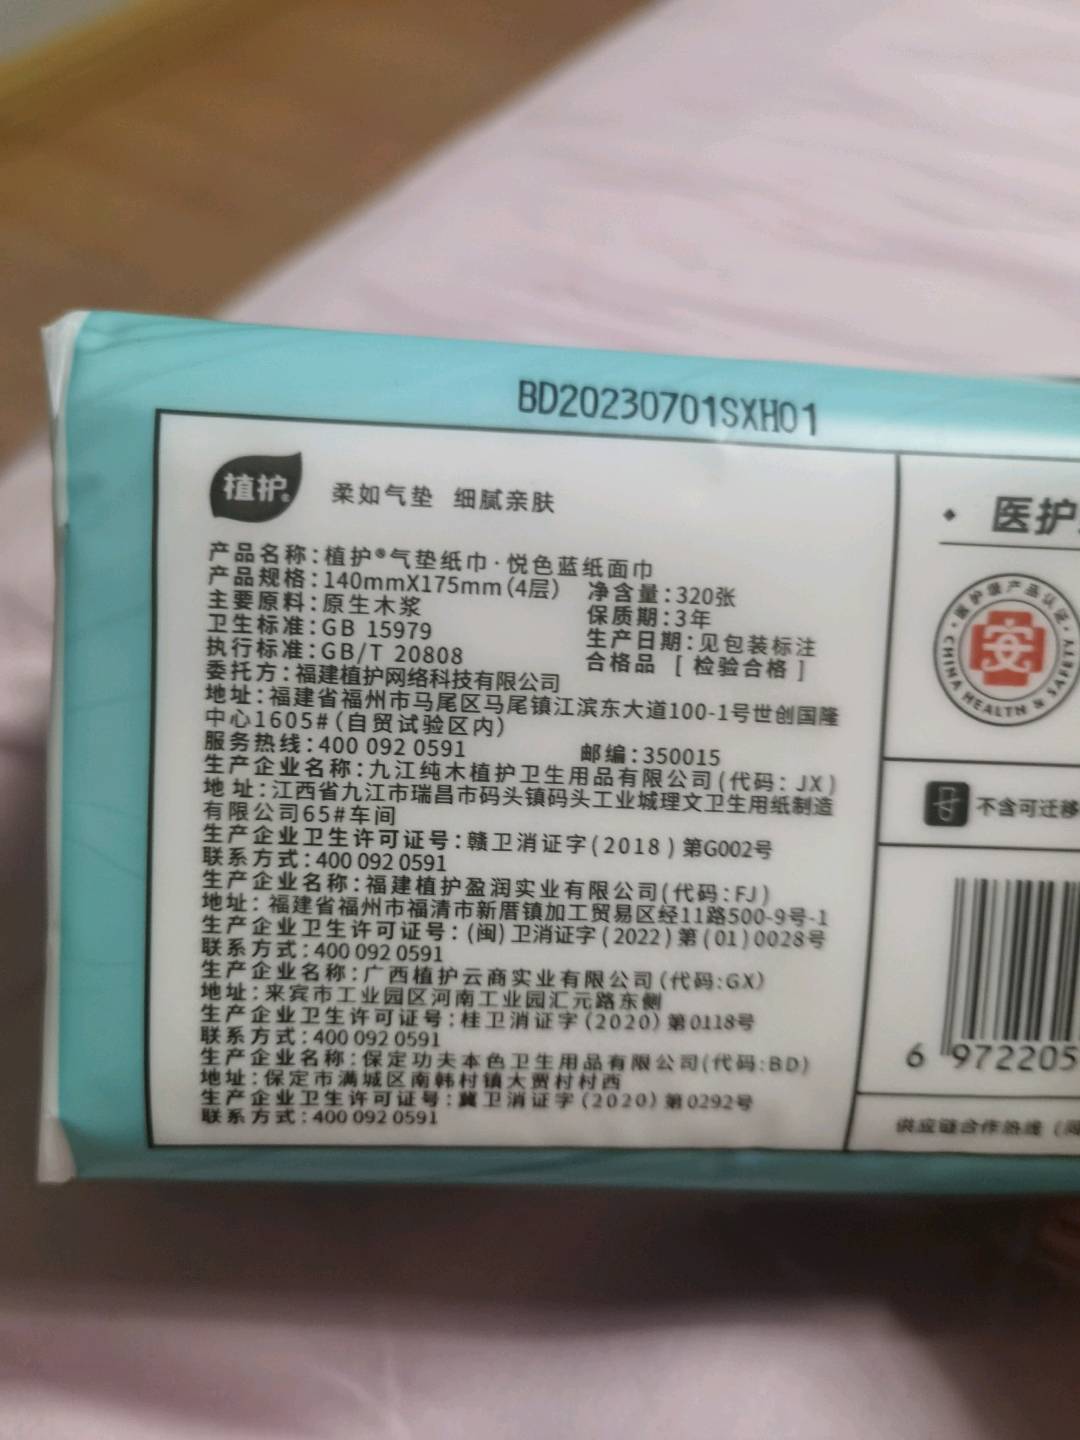 BD20230701SXH01
植护®
柔如气垫 细腻亲肤
产品名称:植护®气垫纸巾·悦色蓝纸面巾
产品规格:140mmX175mm(4层) 净含量:320张
主要原料:原生木浆 保质期:3年
卫生标准:GB 15979 生产日期:见包装标注
执行标准:GB/T 20808 合格品 [ 检验合格 ]
委托方:福建植护网络科技有限公司
地址:福建省福州市马尾区马尾镇江滨东大道100-1号世创国隆
中心1605#(自贸试验区内)
服务热线:400 092 0591 邮编:350015
生产企业名称:九江纯木植护卫生用品有限公司(代码: JX)
地址:江西省九江市瑞昌市码头镇码头工业城理文卫生用纸制造
有限公司65#车间
生产企业卫生许可证号:赣卫消证字(2018)第G002号
联系方式:400 092 0591
生产企业名称:福建植护盈润实业有限公司(代码:FJ)
地址: 福建省福州市福清市新厝镇加工贸易区经11路500-9号-1
生产企业卫生许可证号: (闽)卫消证字(2022)第(01)0028号
联系方式:400 092 0591
生产企业名称:广西植护云商实业有限公司(代码:GX)
地址:来宾市工业园区河南工业园汇元路东侧
生产企业卫生许可证号:桂卫消证字(2020)第0118号
联系方式:400 092 0591
生产企业名称:保定功夫本色卫生用品有限公司(代码:BD)
地址:保定市满城区南韩村镇大贾村村西
生产企业卫生许可证号:冀卫消证字(2020)第0292号
联系方式:400 092 0591
医护
医护级产品认证
安
CHINA HEALTH & SAFETY
不含可迁移
6 972205
供应链合作热线